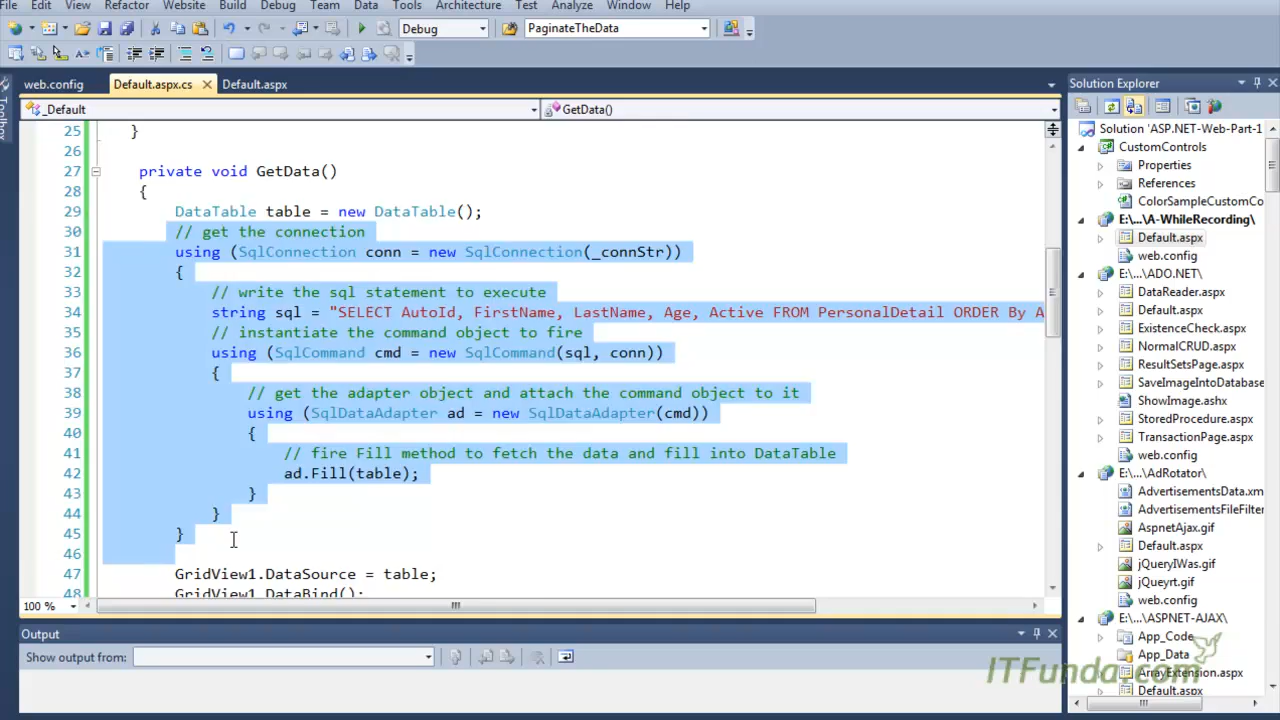 File Edit View Refactor Website Build Debug Team Data Tools Architecture Test Analyze Window Help
Debug PaginateTheData
web.config Default.aspx.cs Default.aspx
_Default GetData()
25 }
26
27 private void GetData()
28 {
29 DataTable table = new DataTable();
30 // get the connection
31 using (SqlConnection conn = new SqlConnection(_connStr))
32 {
33 // write the sql statement to execute
34 string sql = "SELECT AutoId, FirstName, LastName, Age, Active FROM PersonalDetail ORDER By A
35 // instantiate the command object to fire
36 using (SqlCommand cmd = new SqlCommand(sql, conn))
37 {
38 // get the adapter object and attach the command object to it
39 using (SqlDataAdapter ad = new SqlDataAdapter(cmd))
40 {
41 // fire Fill method to fetch the data and fill into DataTable
42 ad.Fill(table);
43 }
44 }
45 }
46
47 GridView1.DataSource = table;
48 GridView1.DataBind();
100 %
Output
Show output from:
Toolbox
Solution Explorer
Solution 'ASP.NET-Web-Part-1
CustomControls
Properties
References
ColorSampleCustomCo
E:\...\A-WhileRecording\
Default.aspx
web.config
E:\...\ADO.NET\
DataReader.aspx
Default.aspx
ExistenceCheck.aspx
NormalCRUD.aspx
ResultSetsPage.aspx
SaveImageIntoDatabase
ShowImage.ashx
StoredProcedure.aspx
TransactionPage.aspx
web.config
E:\...\AdRotator\
AdvertisementsData.xm
AdvertisementsFileFilter
AspnetAjax.gif
Default.aspx
jQueryIWas.gif
jQueyrt.gif
web.config
E:\...\ASPNET-AJAX\
App_Code
App_Data
ArrayExtension.aspx
Default.aspx
ITFunda.com